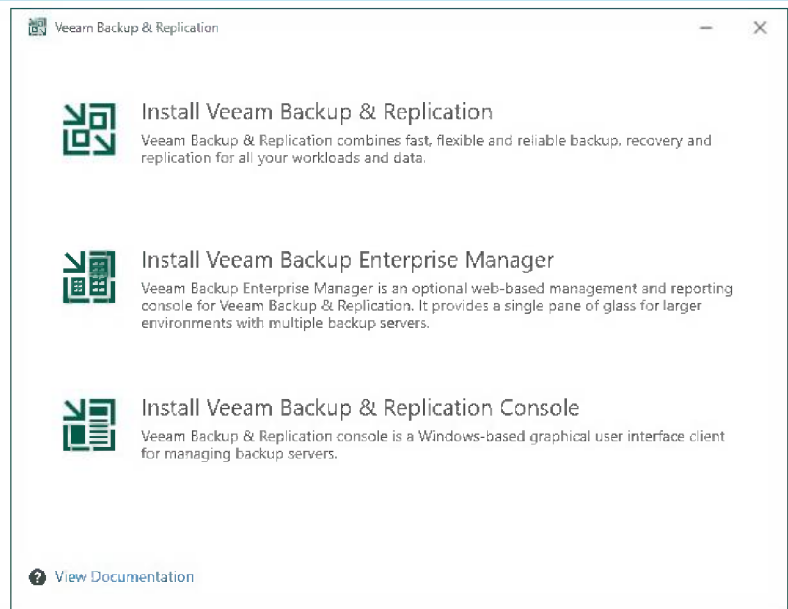 Veeam Backup & Replication
Install Veeam Backup & Replication
Veeam Backup & Replication combines fast, flexible and reliable backup, recovery and
replication for all your workloads and data.
Install Veeam Backup Enterprise Manager
Veeam Backup Enterprise Manager is an optional web-based management and reporting
console for Veeam Backup & Replication. It provides a single pane of glass for larger
environments with multiple backup servers.
Install Veeam Backup & Replication Console
Veeam Backup & Replication console is a Windows-based graphical user interface client
for managing backup servers.
View Documentation